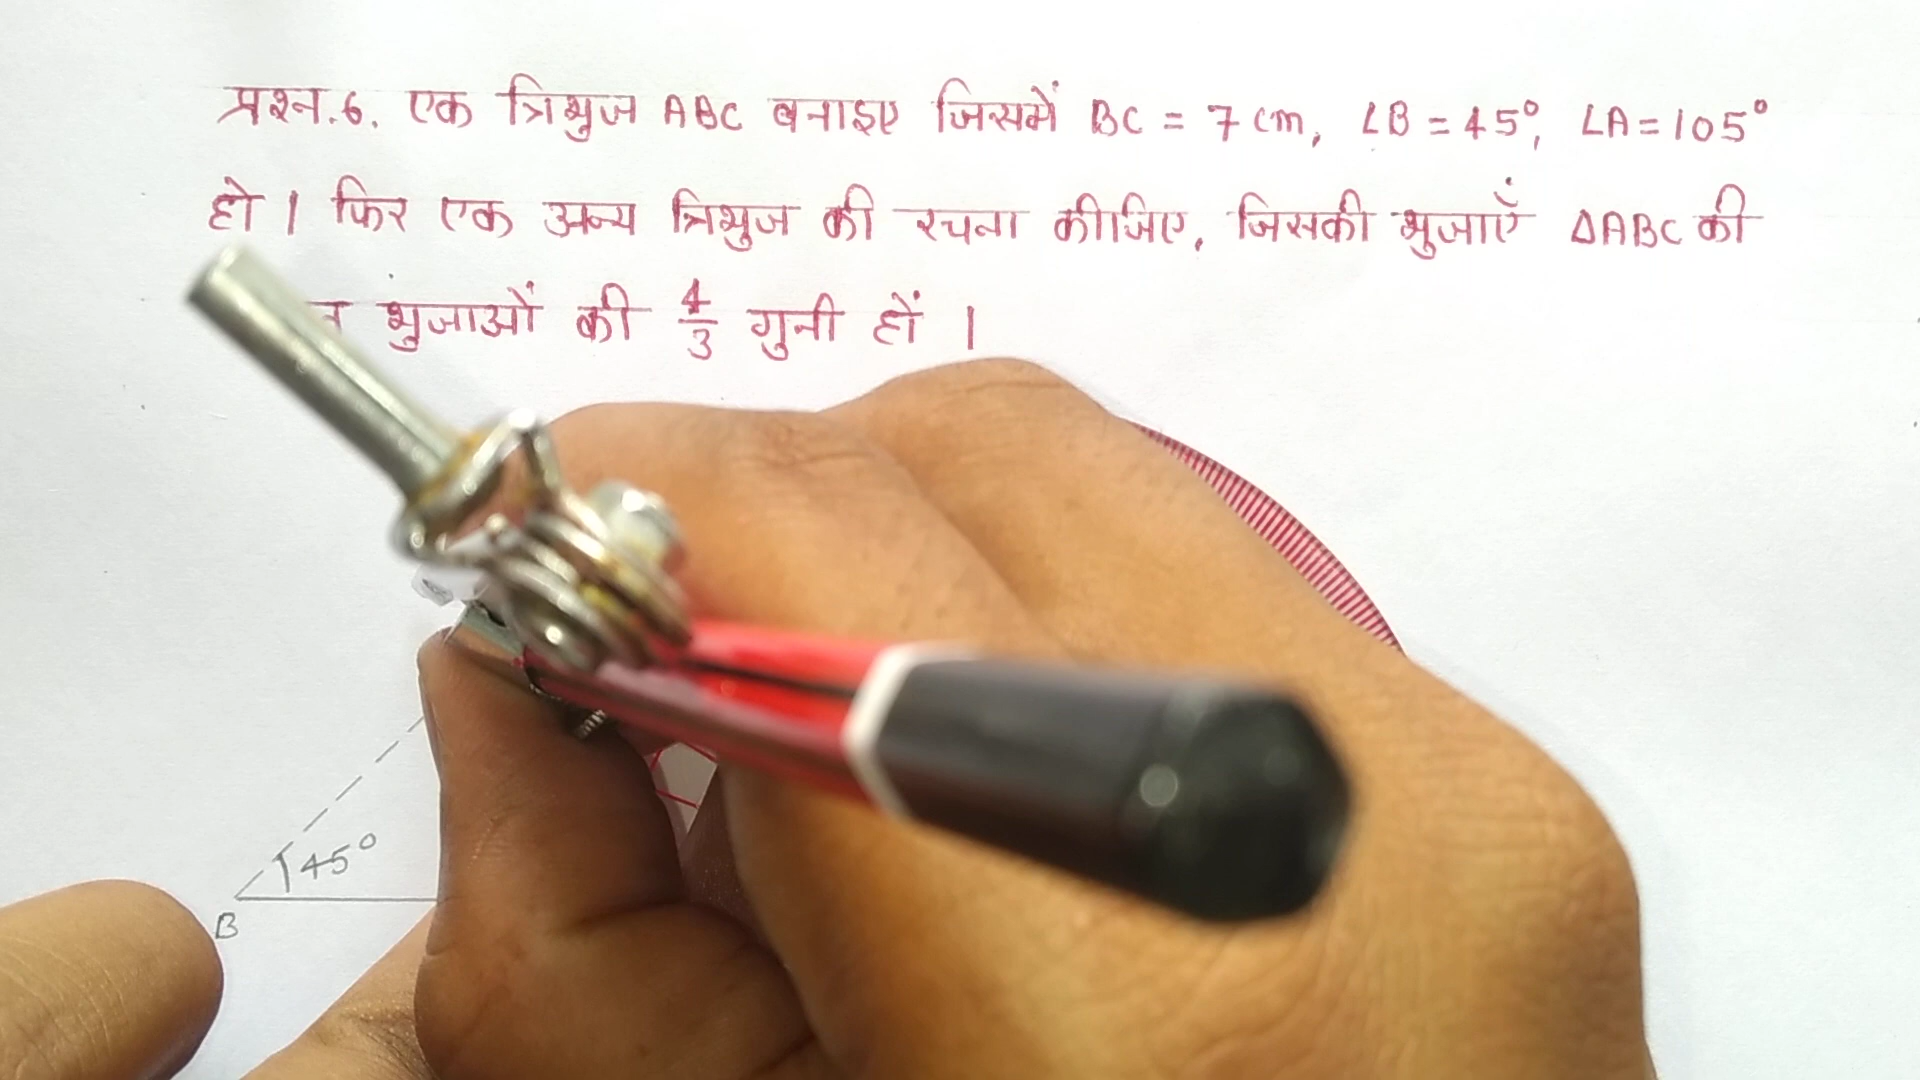 प्रश्न.6. एक त्रिभुज ABC बनाइए जिसमें BC = 7 cm, ∠B = 45°, ∠A = 105°
हो । फिर एक अन्य त्रिभुज की रचना कीजिए, जिसकी भुजाएँ ΔABC की
भुजाओं की 4/3 गुनी हों ।
45°
B